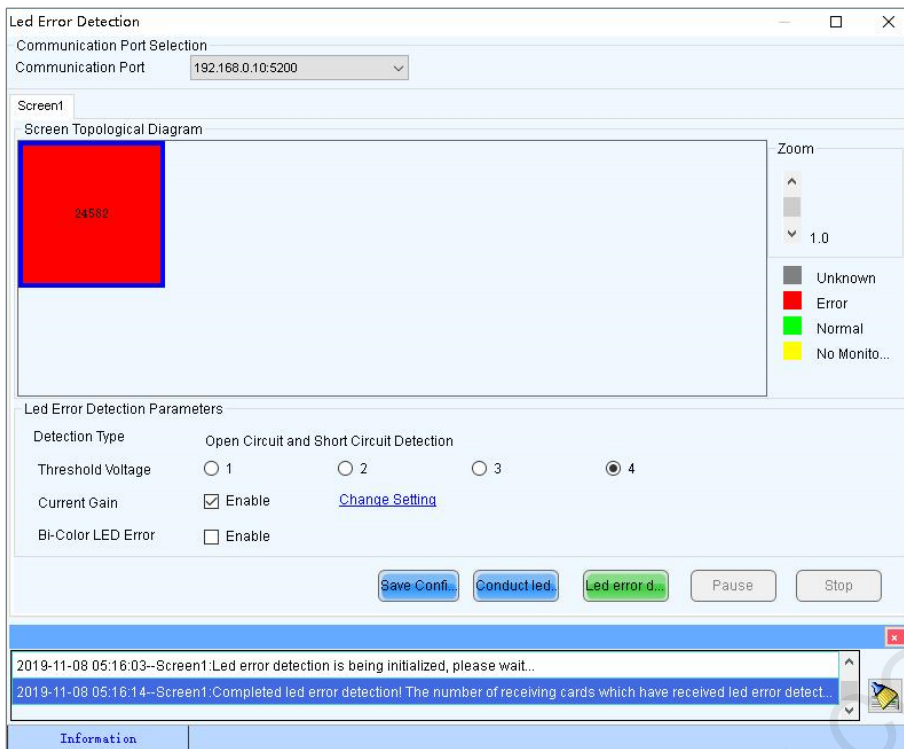 Led Error Detection
Communication Port Selection
Communication Port 192.168.0.10:5200
Screen1
Screen Topological Diagram
Zoom
24582
1.0
Unknown
Error
Normal
No Monito...
Led Error Detection Parameters
Detection Type Open Circuit and Short Circuit Detection
Threshold Voltage 1 2 3 4
Current Gain Enable Change Setting
Bi-Color LED Error Enable
Save Confi... Conduct led.. Led error d... Pause Stop
2019-11-08 05:16:03--Screen1:Led error detection is being initialized, please wait...
2019-11-08 05:16:14--Screen1:Completed led error detection! The number of receiving cards which have received led error detect...
Information